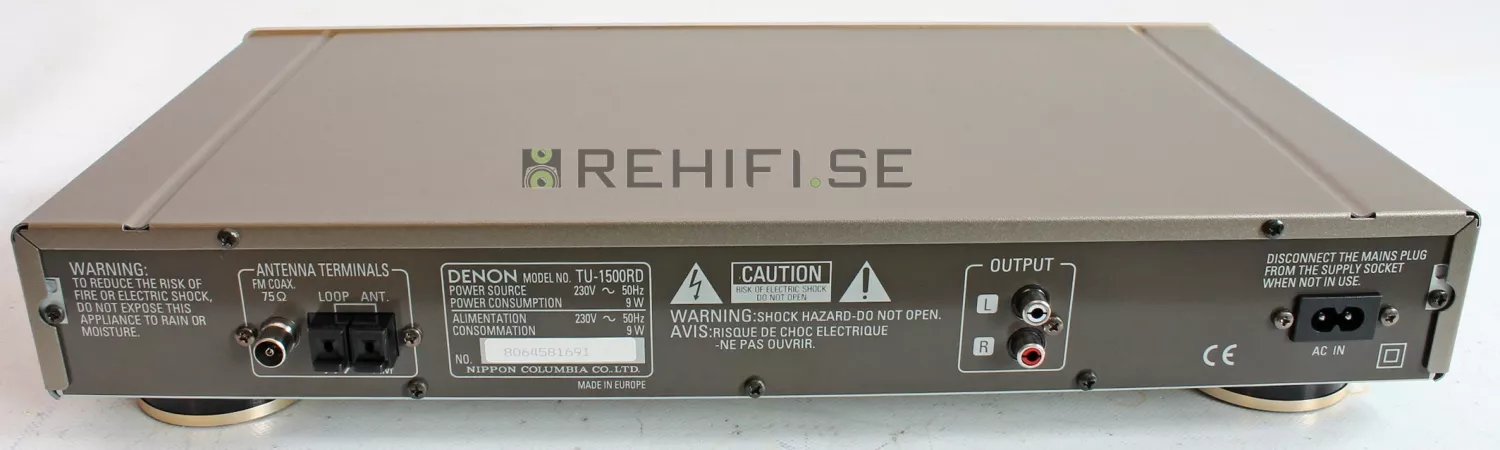 REHIFI.SE
WARNING:
TO REDUCE THE RISK OF
FIRE OR ELECTRIC SHOCK,
DO NOT EXPOSE THIS
APPLIANCE TO RAIN OR
MOISTURE.
ANTENNA TERMINALS
FM COAX.
75Ω
LOOP ANT.
DENON MODEL NO. TU-1500RD
POWER SOURCE 230V ~ 50Hz
POWER CONSUMPTION 9W
ALIMENTATION 230V ~ 50Hz
CONSOMMATION 9W
NO. 8064581691
NIPPON COLUMBIA CO.,LTD.
MADE IN EUROPE
CAUTION
RISK OF ELECTRIC SHOCK
DO NOT OPEN
WARNING:SHOCK HAZARD-DO NOT OPEN.
AVIS:RISQUE DE CHOC ELECTRIQUE
-NE PAS OUVRIR.
OUTPUT
L
R
DISCONNECT THE MAINS PLUG
FROM THE SUPPLY SOCKET
WHEN NOT IN USE.
AC IN
CE